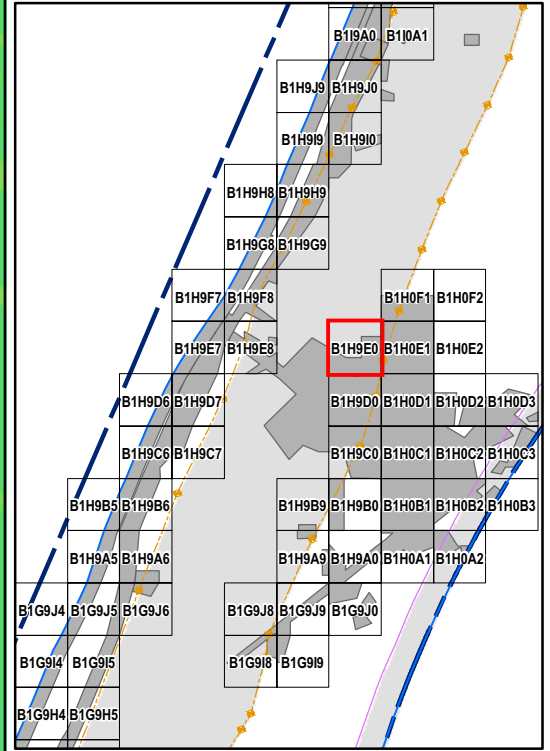 B1I9A0 B1I0A1
B1H9J9 B1H9J0
B1H9I9 B1H9I0
B1H9H8 B1H9H9
B1H9G8 B1H9G9
B1H9F7 B1H9F8 B1H0F1 B1H0F2
B1H9E7 B1H9E8 B1H9E0 B1H0E1 B1H0E2
B1H9D6 B1H9D7 B1H9D0 B1H0D1 B1H0D2 B1H0D3
B1H9C6 B1H9C7 B1H9C0 B1H0C1 B1H0C2 B1H0C3
B1H9B5 B1H9B6 B1H9B9 B1H9B0 B1H0B1 B1H0B2 B1H0B3
B1H9A5 B1H9A6 B1H9A9 B1H9A0 B1H0A1 B1H0A2
B1G9J4 B1G9J5 B1G9J6 B1G9J8 B1G9J9 B1G9J0
B1G9I4 B1G9I5 B1G9I8 B1G9I9
B1G9H4 B1G9H5